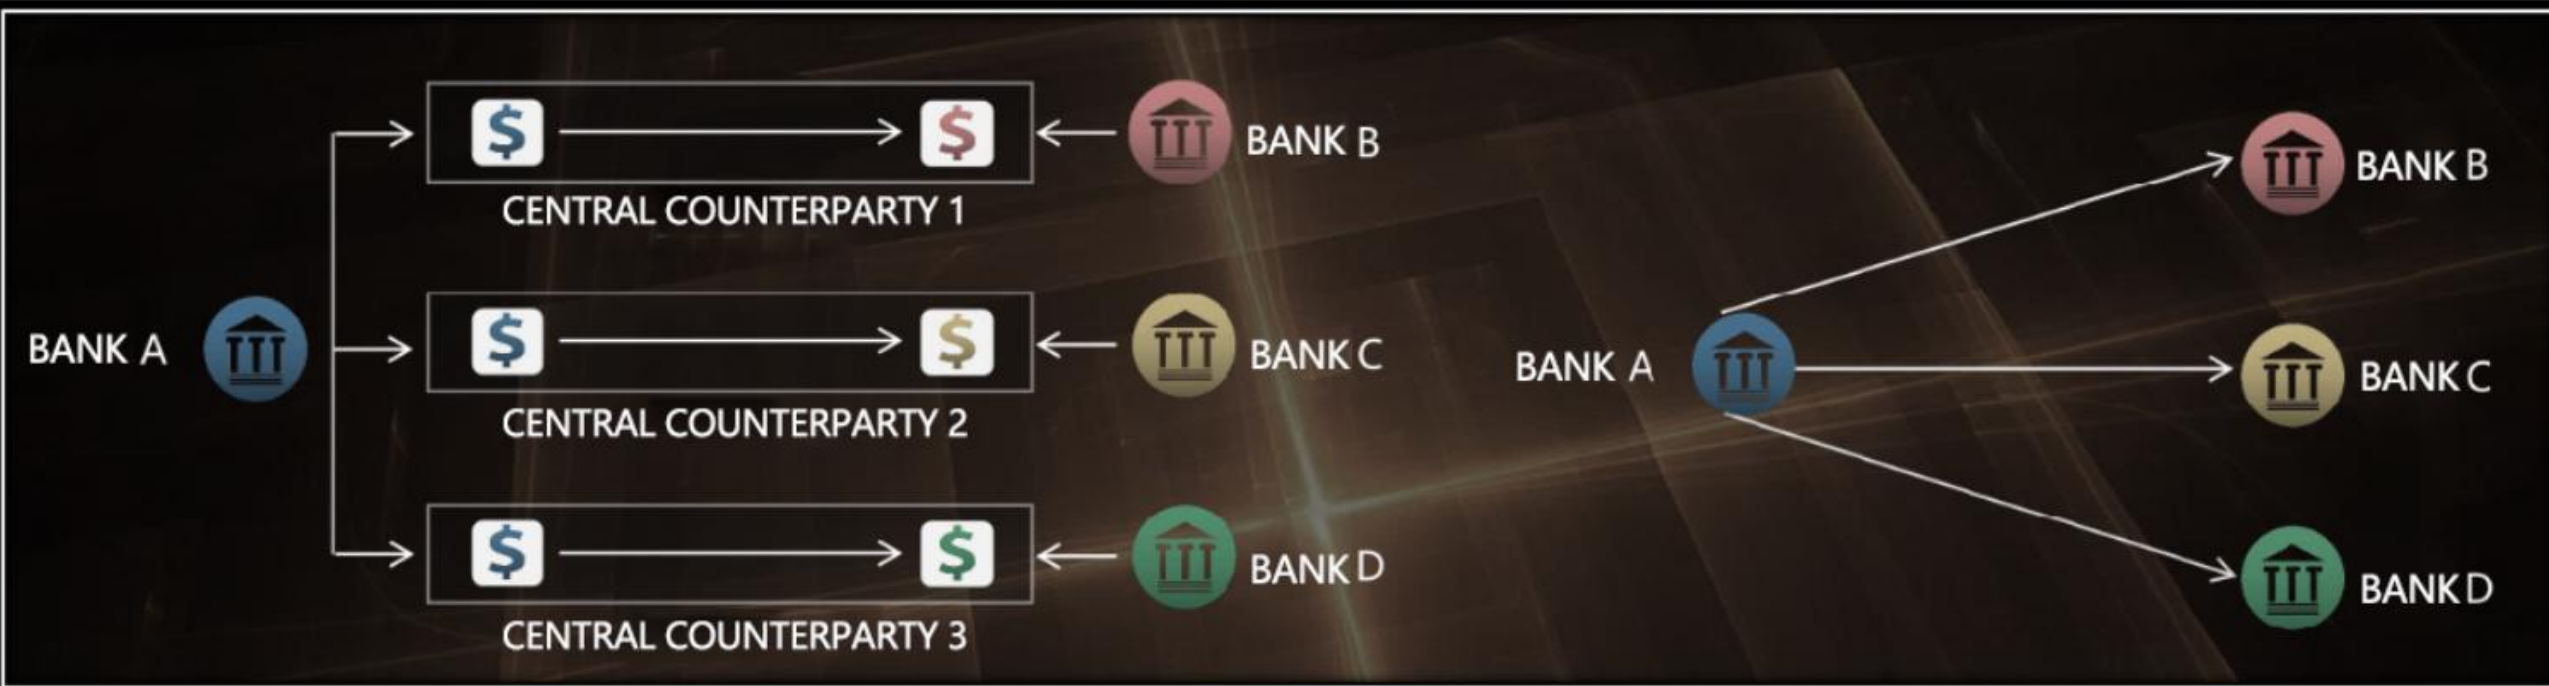 BANK A
$ $
CENTRAL COUNTERPARTY 1
BANK B
$ $
CENTRAL COUNTERPARTY 2
BANK C
$ $
CENTRAL COUNTERPARTY 3
BANK D
BANK A
BANK B
BANK C
BANK D